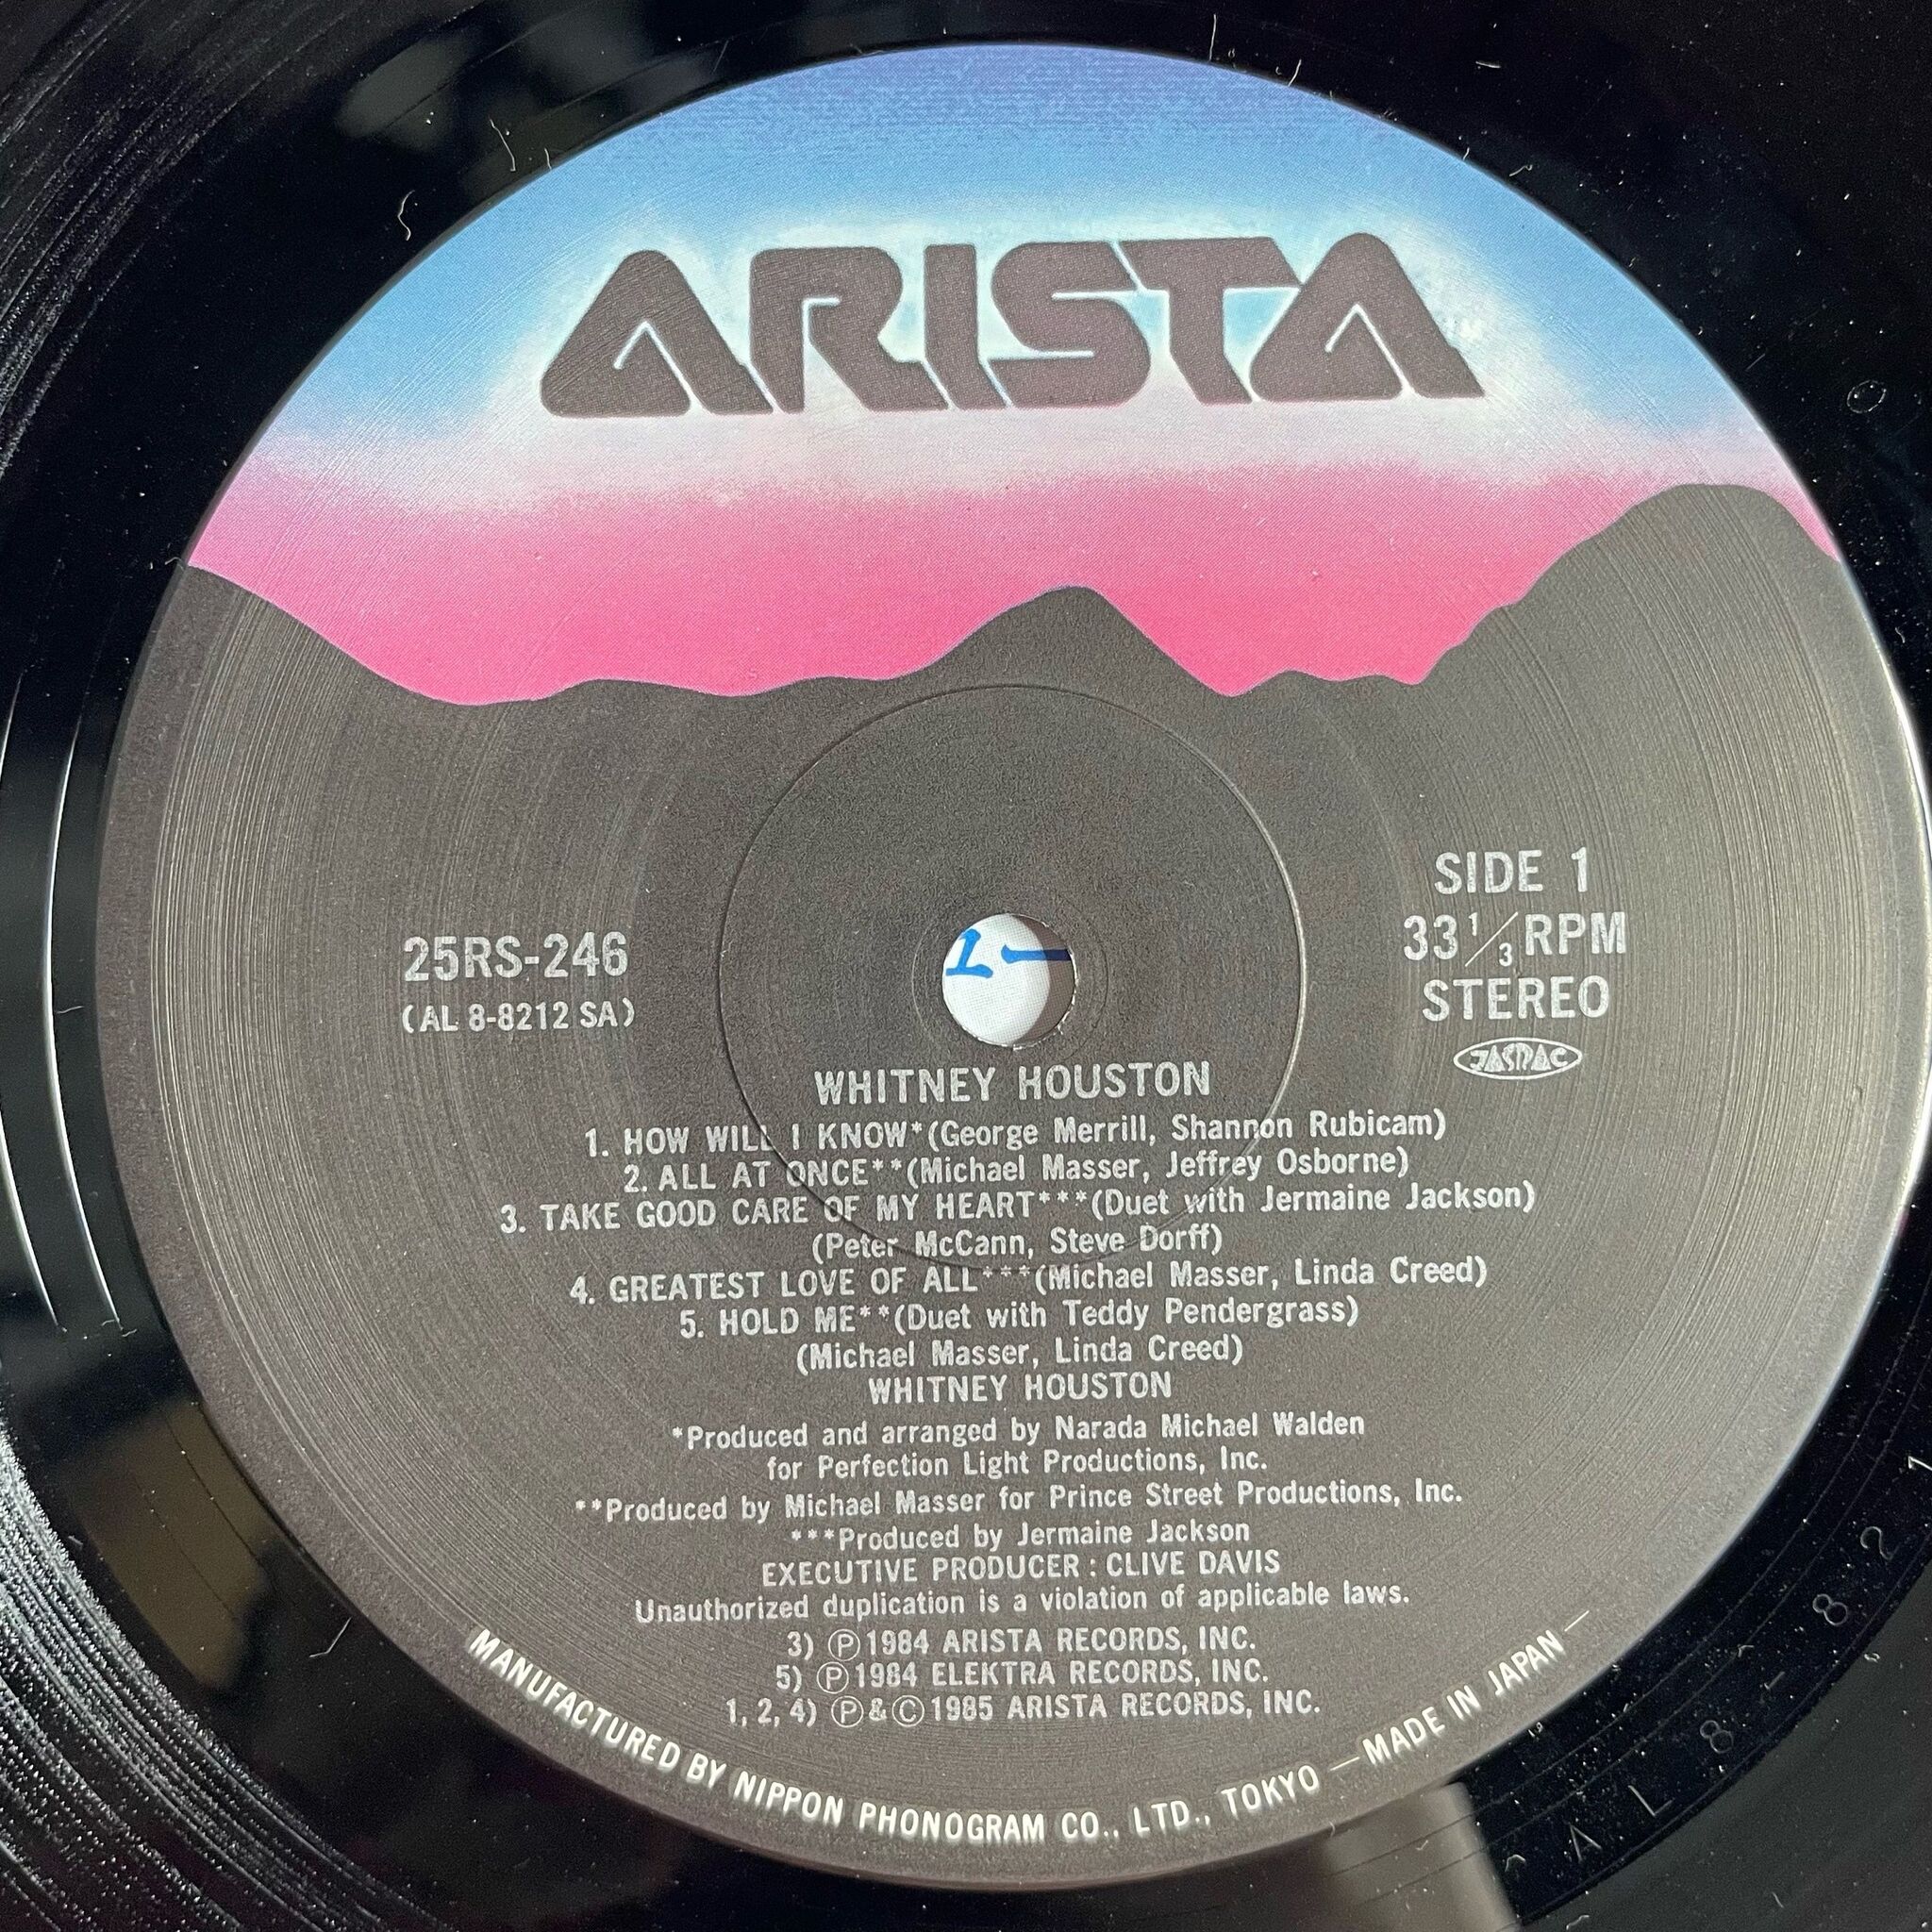 ARISTA
25RS-246
(AL 8-8212 SA)
SIDE 1
33 1/3 RPM
STEREO
JASRAC
WHITNEY HOUSTON
1. HOW WILL I KNOW*(George Merrill, Shannon Rubicam)
2. ALL AT ONCE**(Michael Masser, Jeffrey Osborne)
3. TAKE GOOD CARE OF MY HEART***(Duet with Jermaine Jackson)
(Peter McCann, Steve Dorff)
4. GREATEST LOVE OF ALL***(Michael Masser, Linda Creed)
5. HOLD ME**(Duet with Teddy Pendergrass)
(Michael Masser, Linda Creed)
WHITNEY HOUSTON
*Produced and arranged by Narada Michael Walden
for Perfection Light Productions, Inc.
**Produced by Michael Masser for Prince Street Productions, Inc.
***Produced by Jermaine Jackson
EXECUTIVE PRODUCER : CLIVE DAVIS
Unauthorized duplication is a violation of applicable laws.
3) Ⓟ1984 ARISTA RECORDS, INC.
5) Ⓟ1984 ELEKTRA RECORDS, INC.
1, 2, 4) Ⓟ&©1985 ARISTA RECORDS, INC.
MANUFACTURED BY NIPPON PHONOGRAM CO., LTD., TOKYO —MADE IN JAPAN—
AL8-821